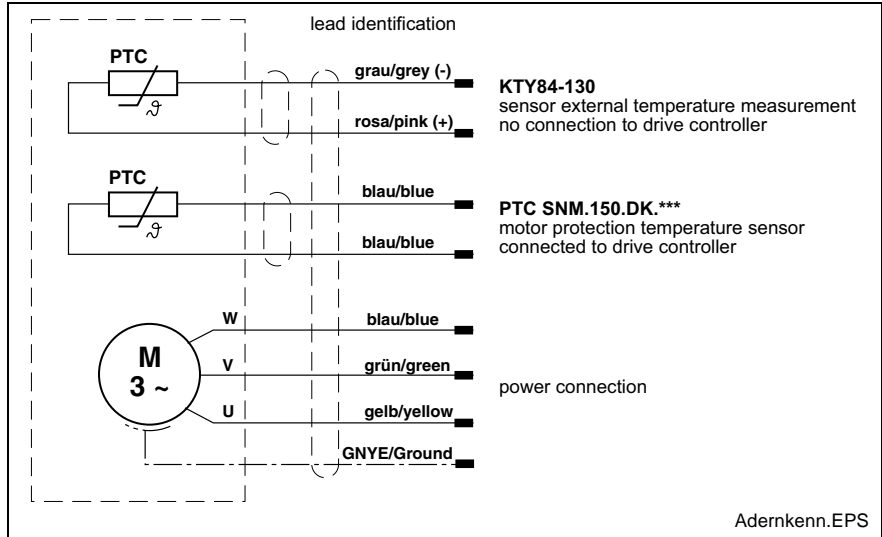 lead identification
PTC
ϑ
grau/grey (-)
rosa/pink (+)
KTY84-130
sensor external temperature measurement
no connection to drive controller
PTC
ϑ
blau/blue
blau/blue
PTC SNM.150.DK.***
motor protection temperature sensor
connected to drive controller
M
3 ~
W
blau/blue
V
grün/green
U
gelb/yellow
GNYE/Ground
power connection
Adernkenn.EPS